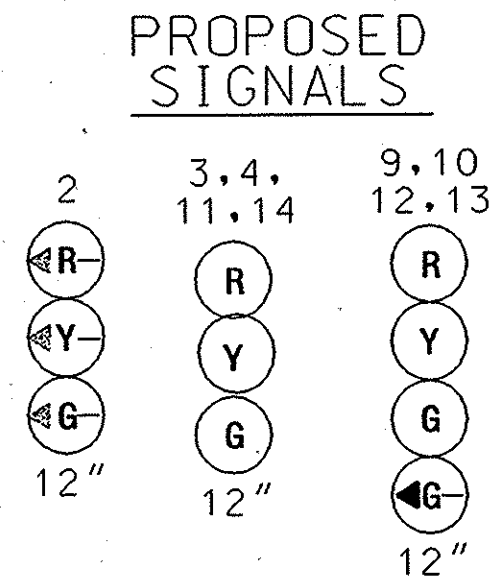 PROPOSED
SIGNALS
2
R
Y
G
12"
3,4,
11,14
R
Y
G
12"
9,10
12,13
R
Y
G
G
12"